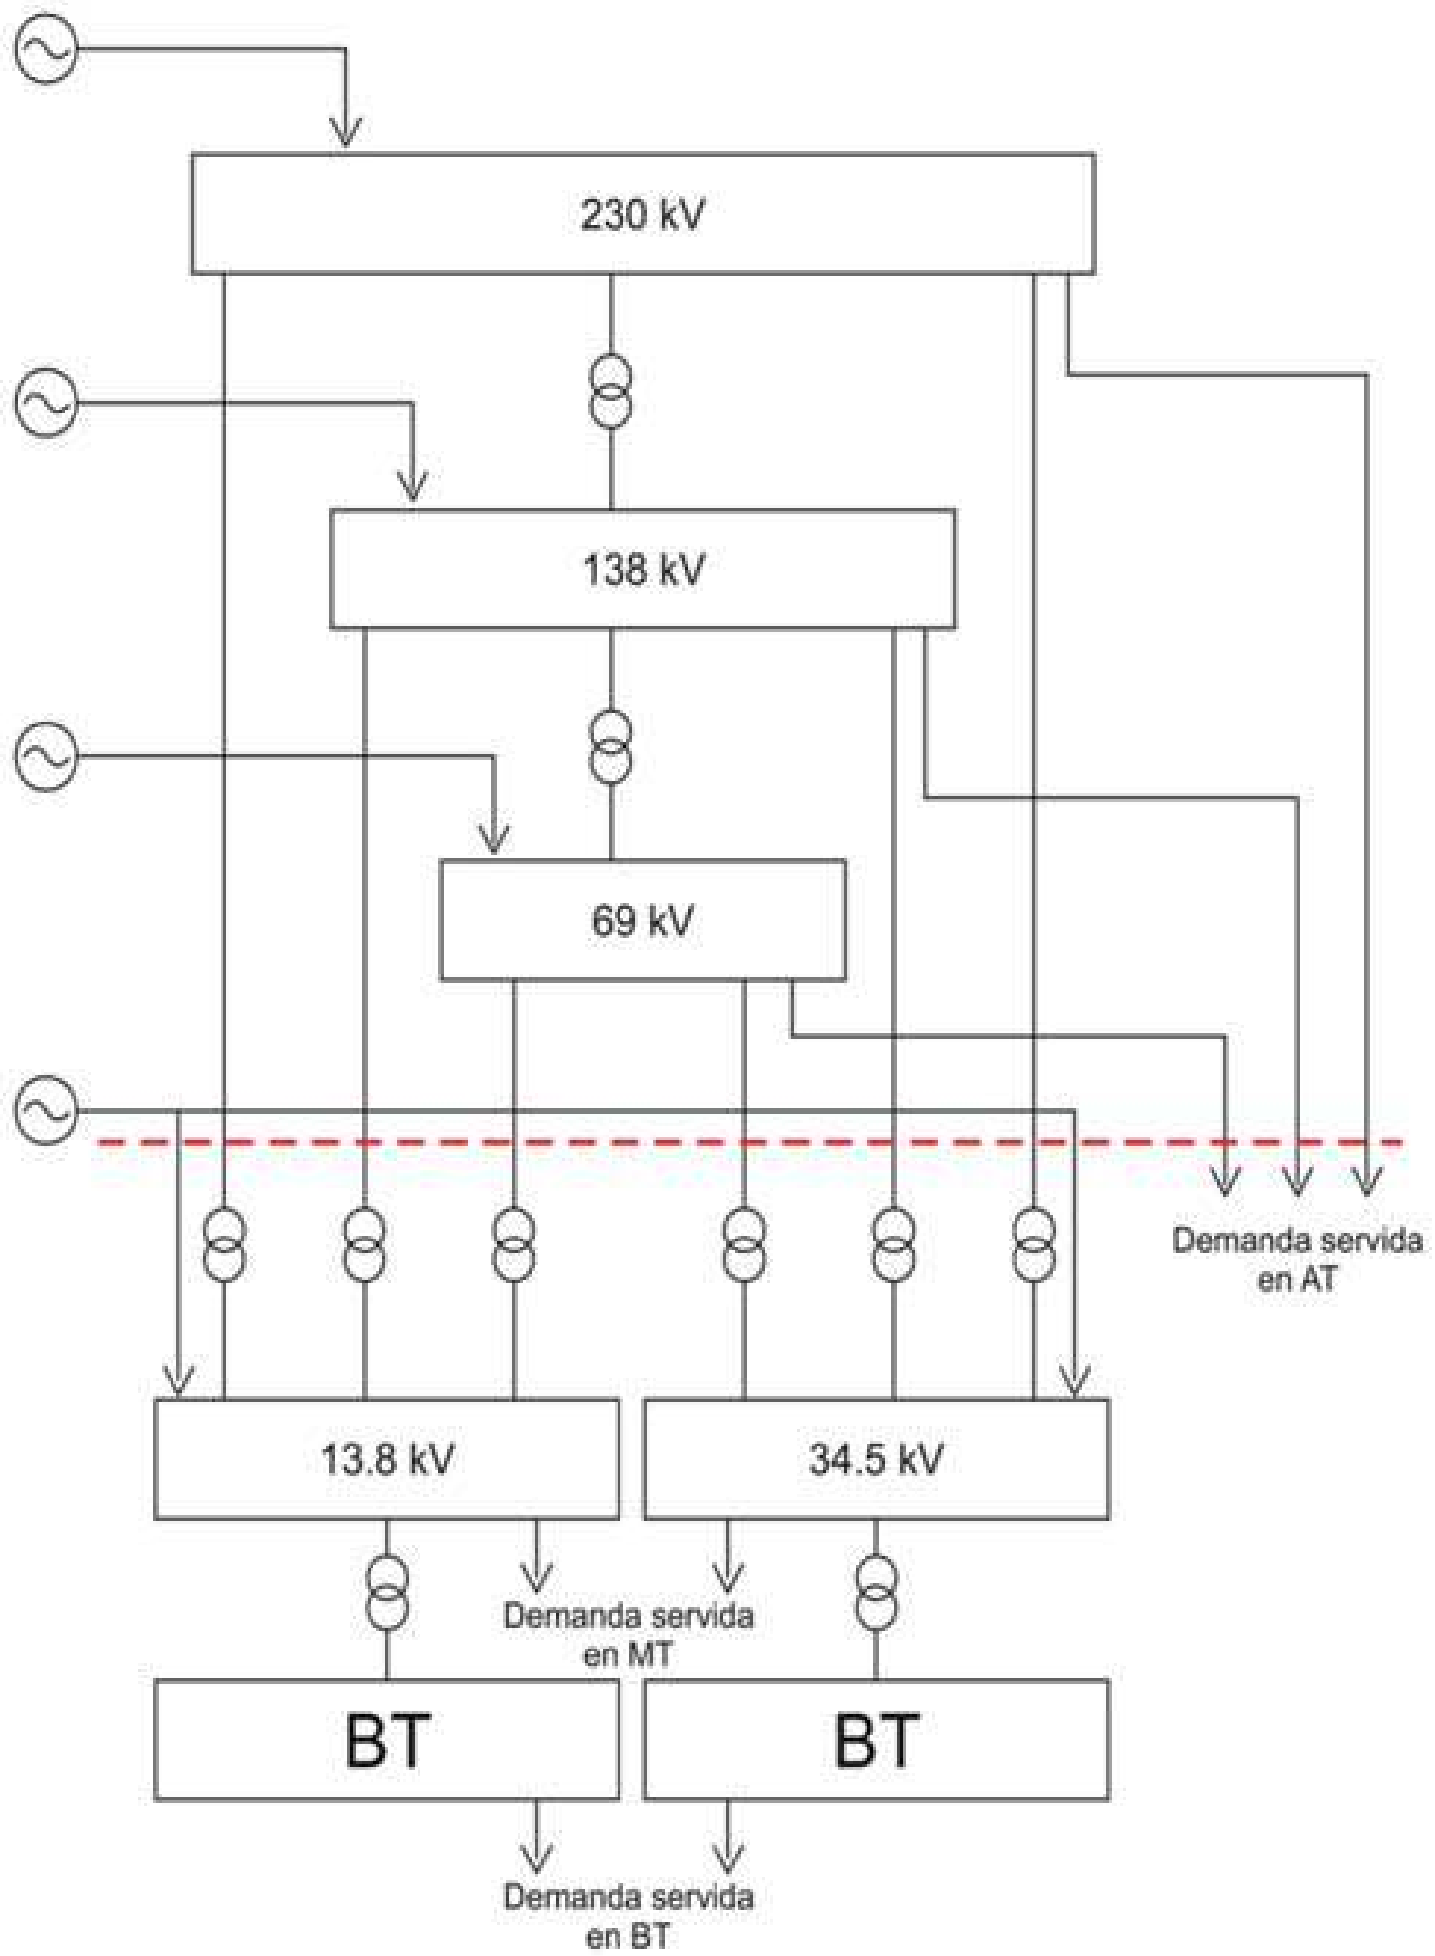 230 kV
138 kV
69 kV
Demanda servida
en AT
13.8 kV
34.5 kV
Demanda servida
en MT
BT
BT
Demanda servida
en BT